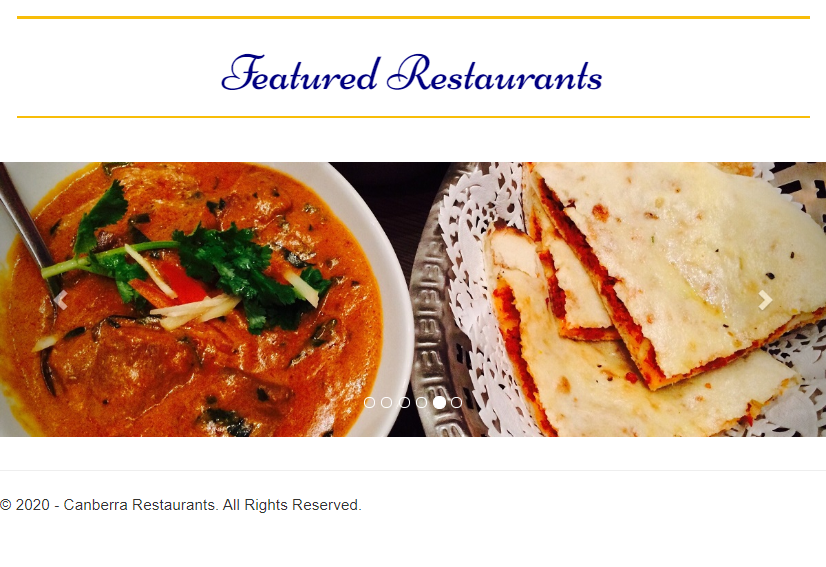 Featured Restaurants
© 2020 - Canberra Restaurants. All Rights Reserved.